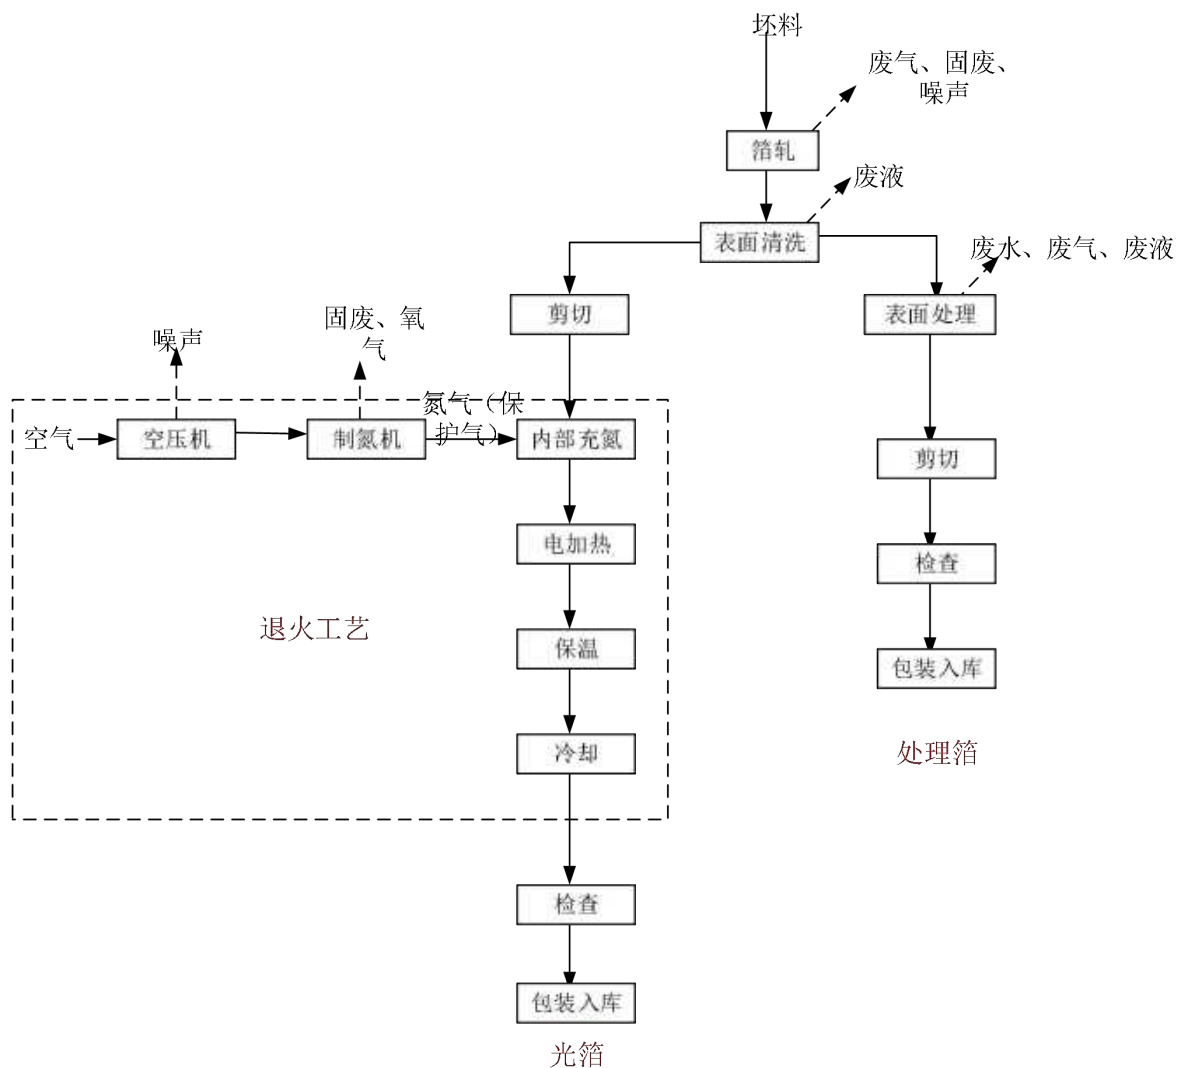 坯料
废气、固废、
噪声
箔轧
废液
表面清洗
废水、废气、废液
剪切
表面处理
噪声
固废、氧
气
氮气（保
护气）
空气
空压机
制氮机
内部充氮
剪切
电加热
检查
退火工艺
保温
包装入库
冷却
处理箔
检查
包装入库
光箔